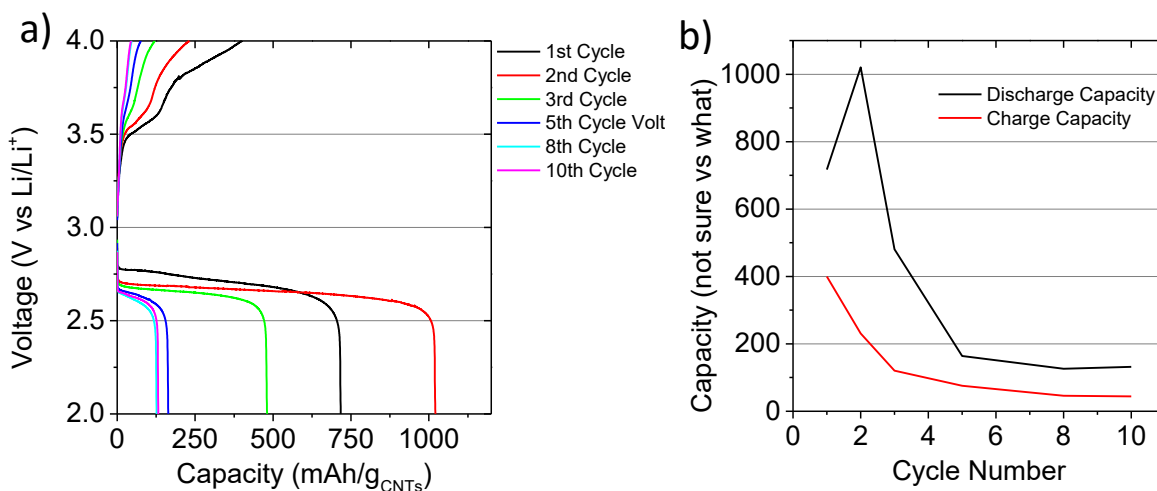 a)
4.0
3.5
3.0
2.5
2.0
Voltage (V vs Li/Li⁺)
0 250 500 750 1000
Capacity (mAh/gCNTs)
1st Cycle
2nd Cycle
3rd Cycle
5th Cycle Volt
8th Cycle
10th Cycle
b)
1000
800
600
400
200
0
Capacity (not sure vs what)
Discharge Capacity
Charge Capacity
0 2 4 6 8 10
Cycle Number